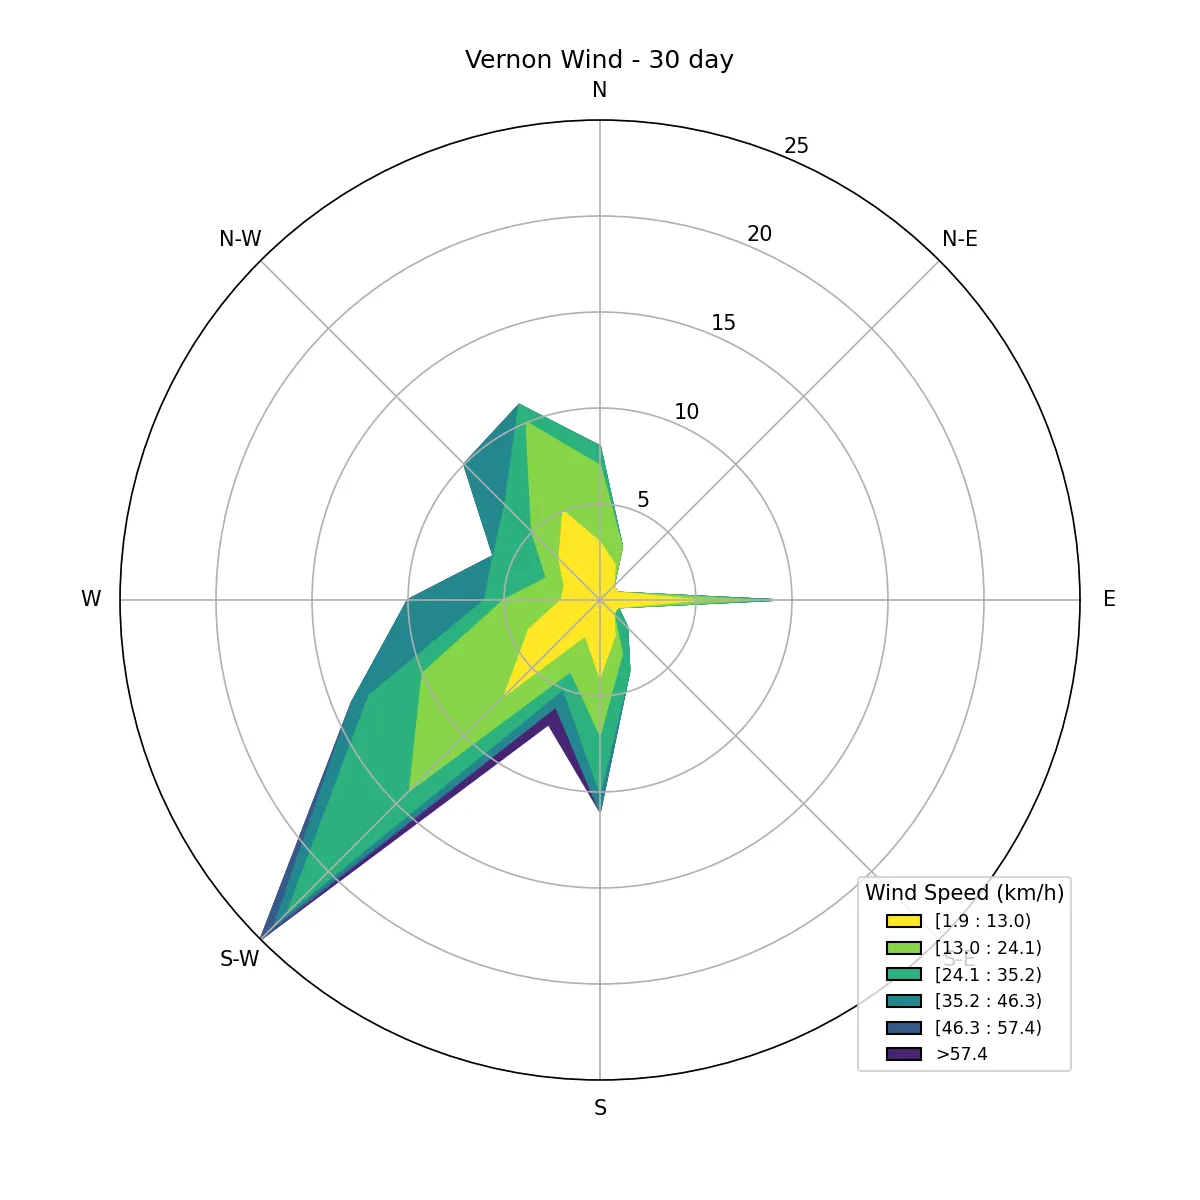 Vernon Wind - 30 day
N
25
N-W
20
N-E
15
10
5
W
E
S-W
S-E
S
Wind Speed (km/h)
[1.9 : 13.0)
[13.0 : 24.1)
[24.1 : 35.2)
[35.2 : 46.3)
[46.3 : 57.4)
>57.4